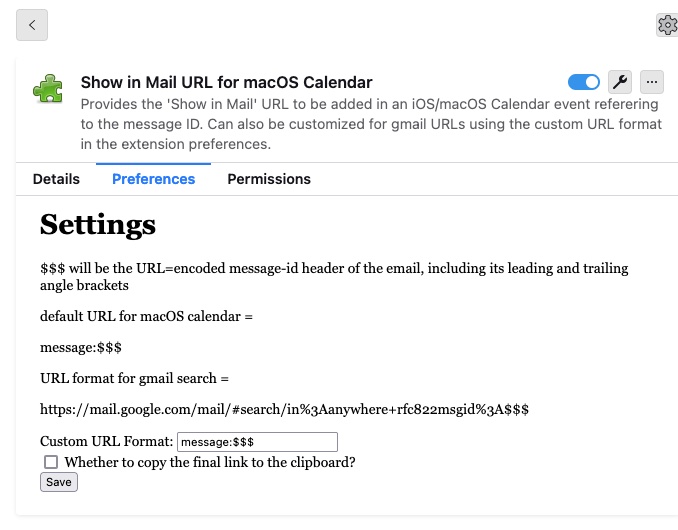 Show in Mail URL for macOS Calendar
Provides the 'Show in Mail' URL to be added in an iOS/macOS Calendar event referering
to the message ID. Can also be customized for gmail URLs using the custom URL format
in the extension preferences.
Details Preferences Permissions
Settings
$$$ will be the URL=encoded message-id header of the email, including its leading and trailing
angle brackets
default URL for macOS calendar =
message:$$$
URL format for gmail search =
https://mail.google.com/mail/#search/in%3Aanywhere+rfc822msgid%3A$$$
Custom URL Format: message:$$$
Whether to copy the final link to the clipboard?
Save